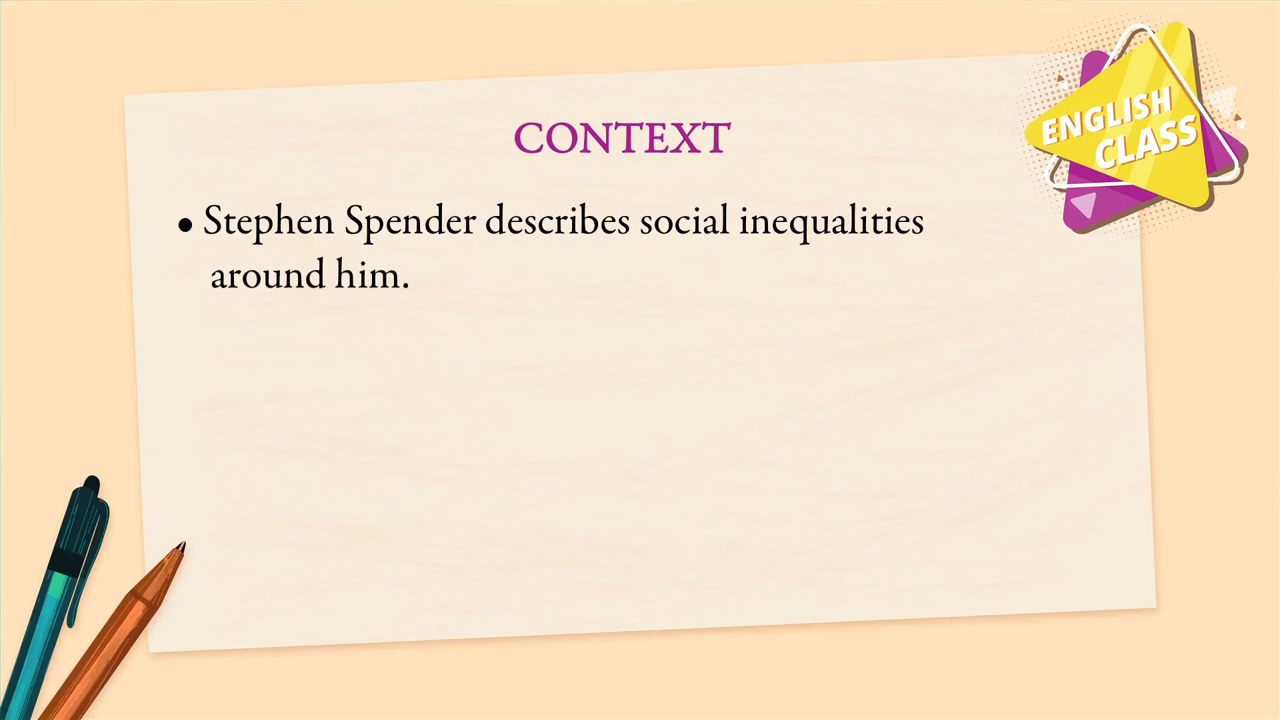 ENGLISH
CLASS
CONTEXT
• Stephen Spender describes social inequalities
around him.